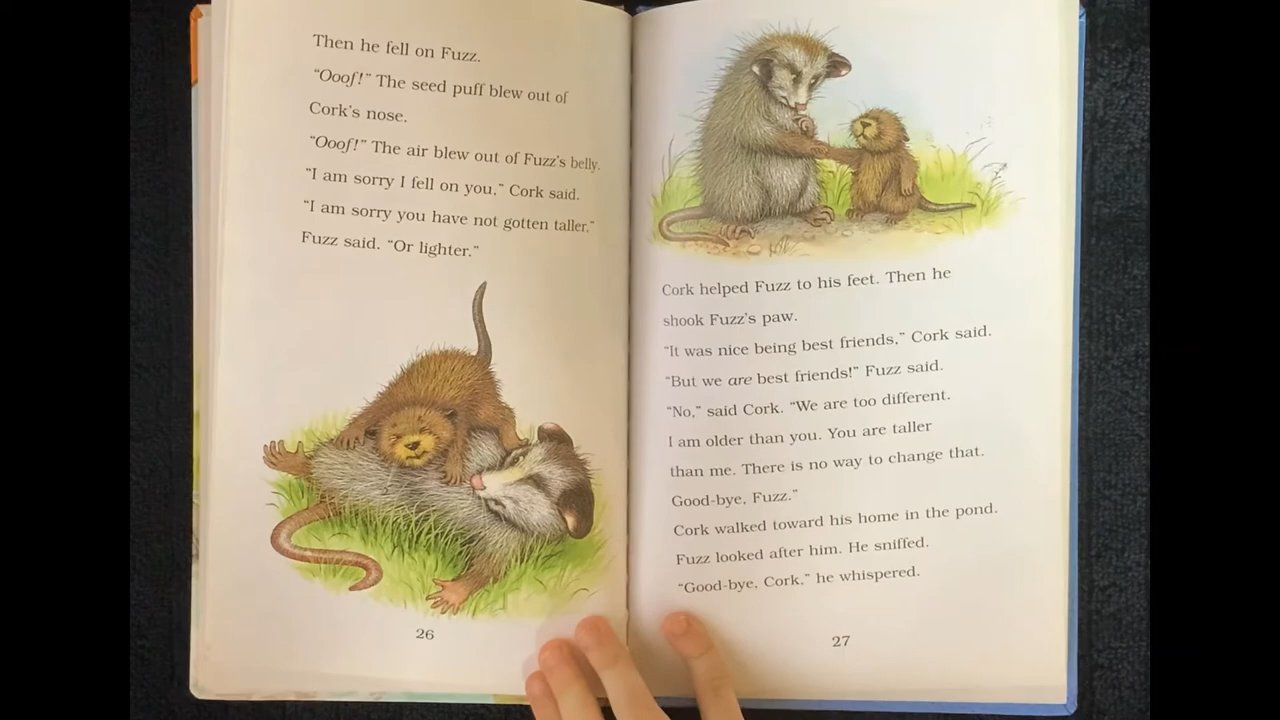 Then he fell on Fuzz.
“Ooof!” The seed puff blew out of
Cork’s nose.
“Ooof!” The air blew out of Fuzz’s belly.
“I am sorry I fell on you,” Cork said.
“I am sorry you have not gotten taller,”
Fuzz said. “Or lighter.”
26
Cork helped Fuzz to his feet. Then he
shook Fuzz’s paw.
“It was nice being best friends,” Cork said.
“But we are best friends!” Fuzz said.
“No,” said Cork. “We are too different.
I am older than you. You are taller
than me. There is no way to change that.
Good-bye, Fuzz.”
Cork walked toward his home in the pond.
Fuzz looked after him. He sniffed.
“Good-bye, Cork,” he whispered.
27